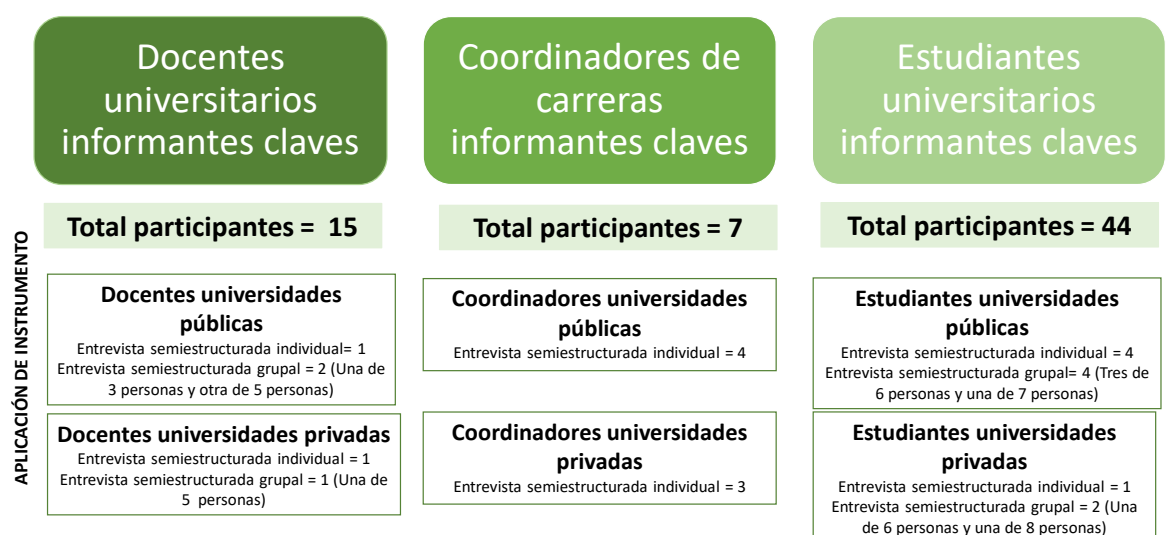 Docentes
universitarios
informantes claves
Coordinadores de
carreras
informantes claves
Estudiantes
universitarios
informantes claves
Total participantes = 15
Total participantes = 7
Total participantes = 44
APLICACIÓN DE INSTRUMENTO
Docentes universidades
públicas
Entrevista semiestructurada individual= 1
Entrevista semiestructurada grupal = 2 (Una de
3 personas y otra de 5 personas)
Coordinadores universidades
públicas
Entrevista semiestructurada individual = 4
Estudiantes universidades
públicas
Entrevista semiestructurada individual = 4
Entrevista semiestructurada grupal= 4 (Tres de
6 personas y una de 7 personas)
Docentes universidades privadas
Entrevista semiestructurada individual = 1
Entrevista semiestructurada grupal = 1 (Una de
5 personas)
Coordinadores universidades
privadas
Entrevista semiestructurada individual = 3
Estudiantes universidades
privadas
Entrevista semiestructurada individual = 1
Entrevista semiestructurada grupal = 2 (Una
de 6 personas y una de 8 personas)